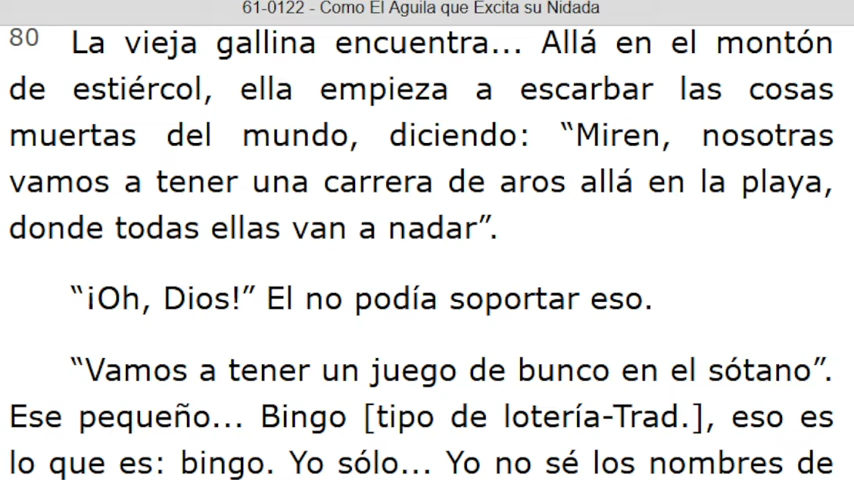 61-0122 - Como El Aguila que Excita su Nidada
80 La vieja gallina encuentra... Allá en el montón
de estiércol, ella empieza a escarbar las cosas
muertas del mundo, diciendo: “Miren, nosotras
vamos a tener una carrera de aros allá en la playa,
donde todas ellas van a nadar”.
“¡Oh, Dios!” El no podía soportar eso.
“Vamos a tener un juego de bunco en el sótano”.
Ese pequeño... Bingo [tipo de lotería-Trad.], eso es
lo que es: bingo. Yo sólo... Yo no sé los nombres de